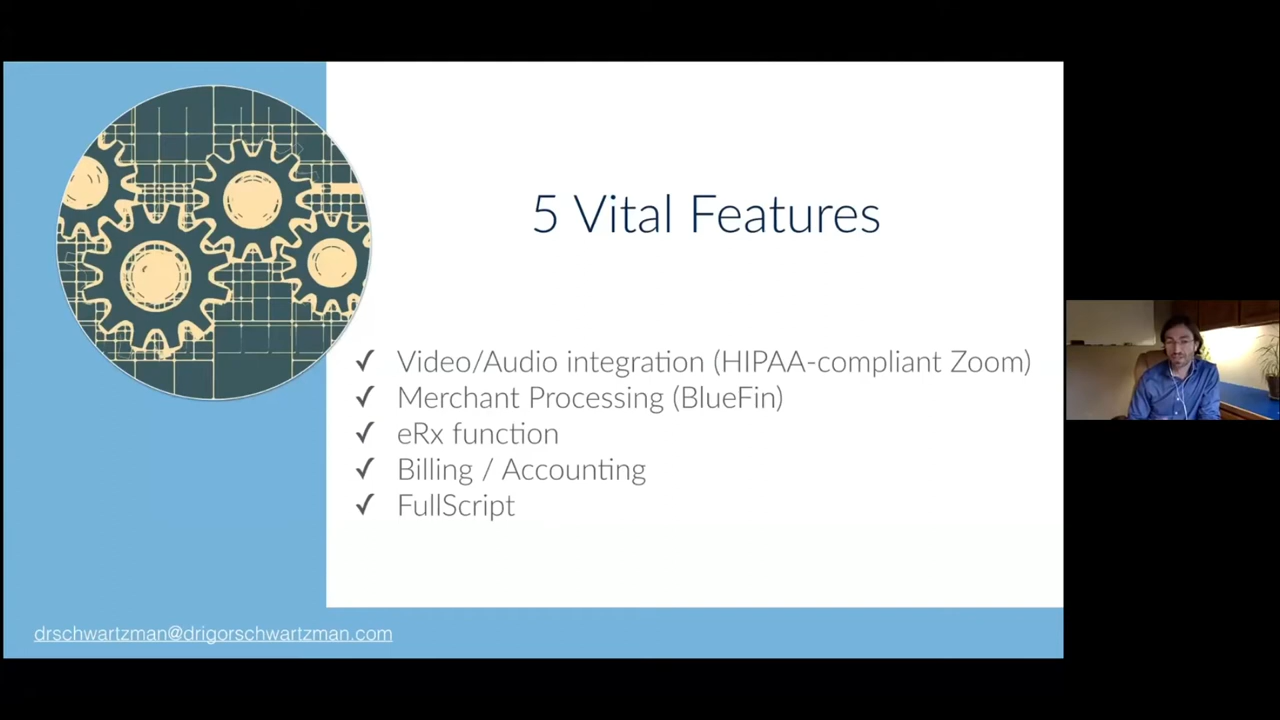 5 Vital Features
✓ Video/Audio integration (HIPAA-compliant Zoom)
✓ Merchant Processing (BlueFin)
✓ eRx function
✓ Billing / Accounting
✓ FullScript
drschwartzman@drigorschwartzman.com